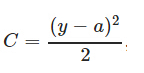 C = (y − a)² / 2,